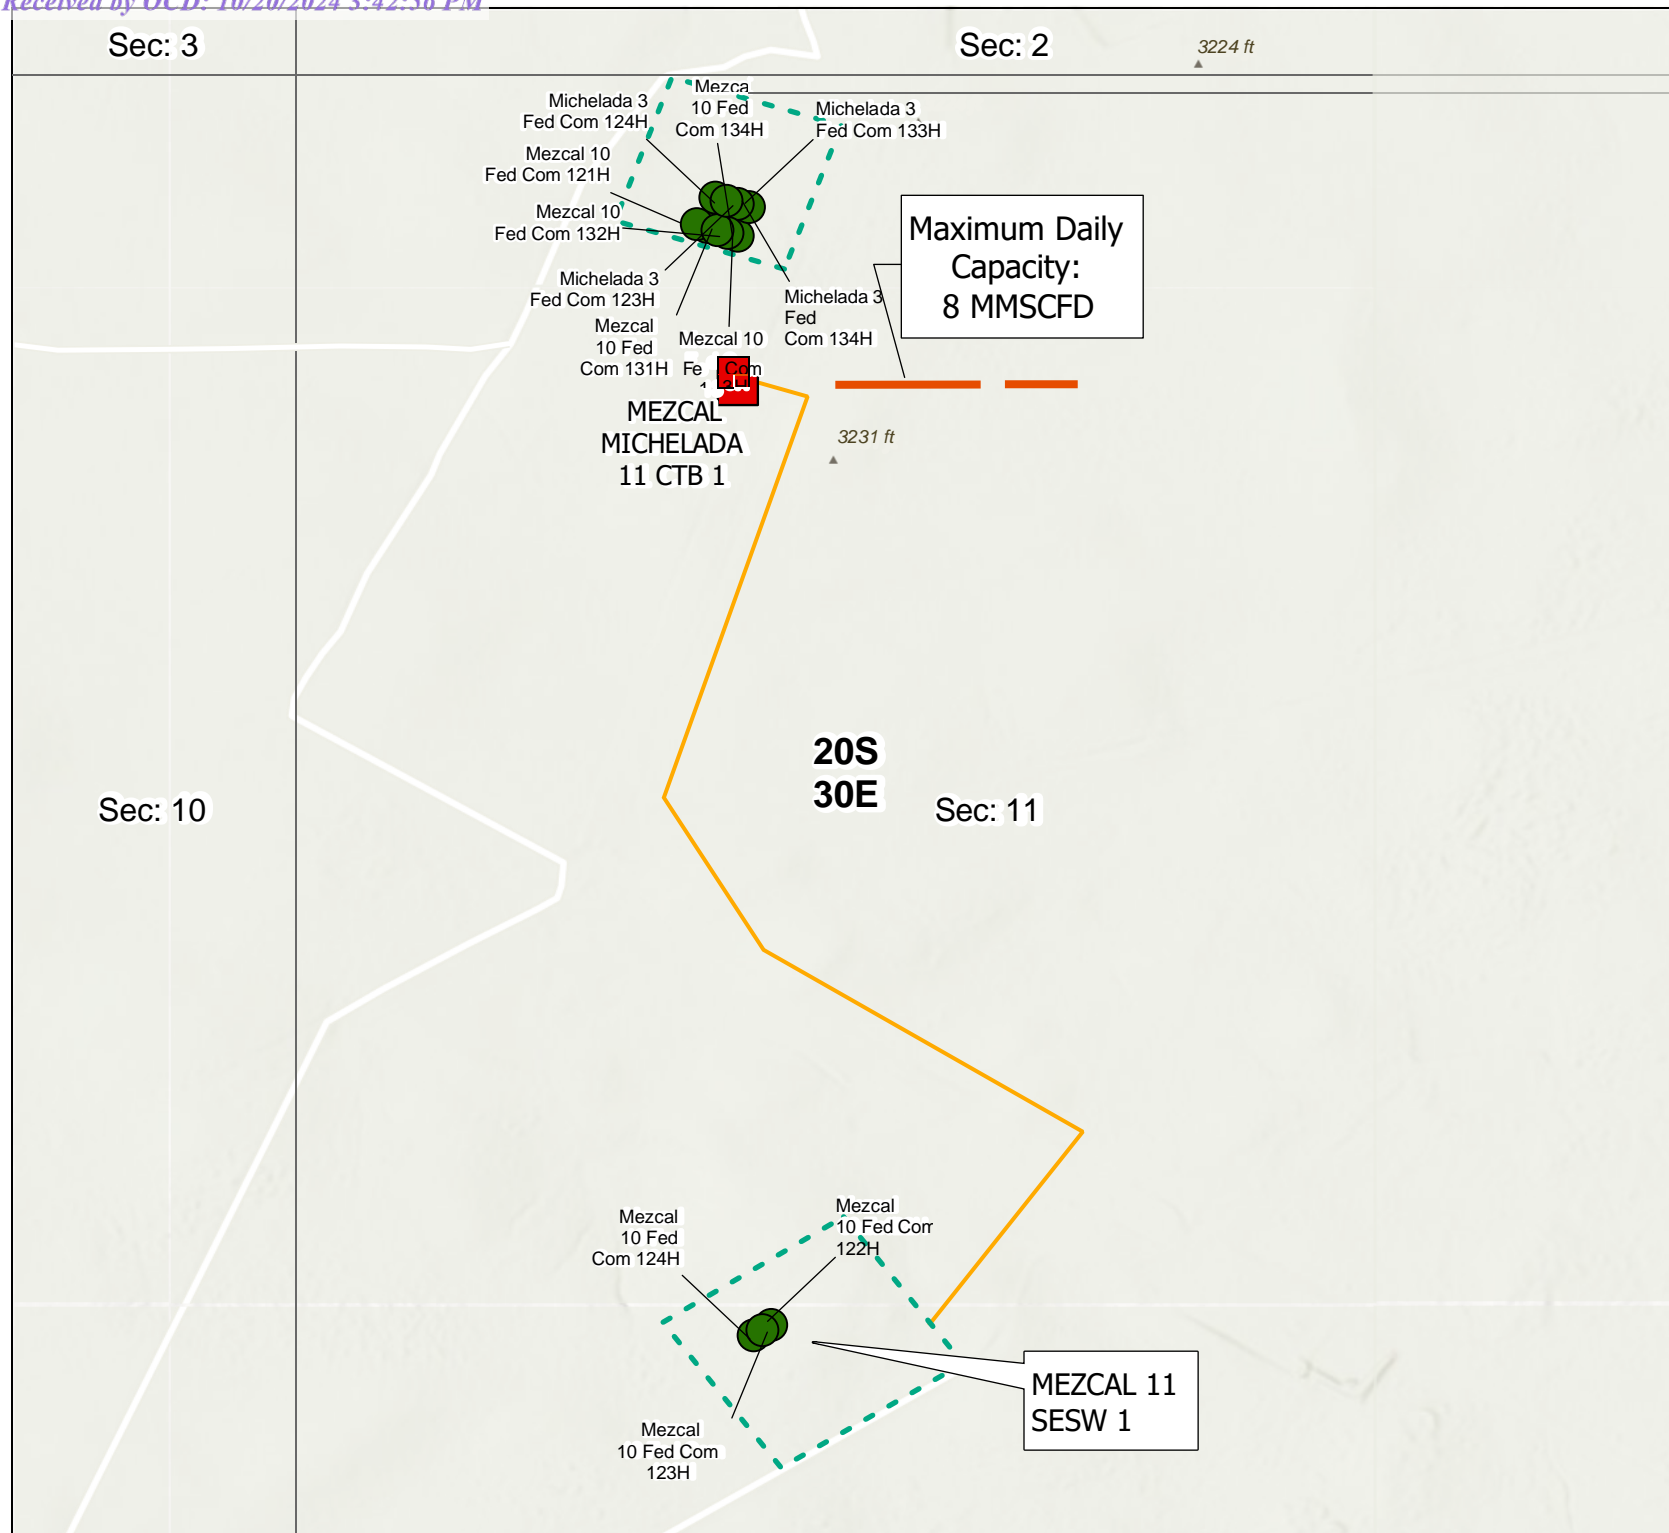 Received by OCD: 10/20/2024 3:42:56 PM
Sec: 3
Sec: 2
3224 ft
Michelada 3
Fed Com 124H
Mezca
10 Fed
Com 134H
Michelada 3
Fed Com 133H
Mezcal 10
Fed Com 121H
Mezcal 10
Fed Com 132H
Maximum Daily
Capacity:
8 MMSCFD
Michelada 3
Fed Com 123H
Michelada 3
Fed
Com 134H
Mezcal
10 Fed
Com 131H
Mezcal 10
Fe Com
MEZCAL
MICHELADA
11 CTB 1
3231 ft
20S
30E
Sec: 10
Sec: 11
Mezcal
10 Fed
Com 124H
Mezcal
10 Fed Com
122H
MEZCAL 11
SESW 1
Mezcal
10 Fed Com
123H